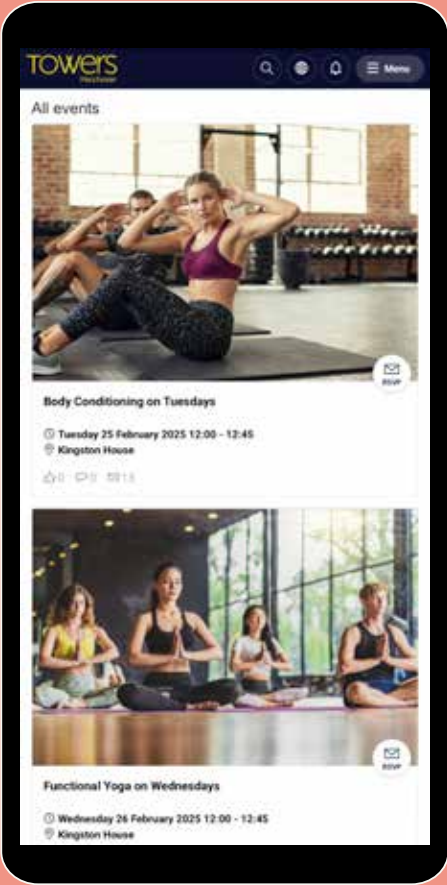 TOWERS
Menu
All events
RSVP
Body Conditioning on Tuesdays
Tuesday 25 February 2025 12:00 - 12:45
Kingston House
0 0 15
RSVP
Functional Yoga on Wednesdays
Wednesday 26 February 2025 12:00 - 12:45
Kingston House